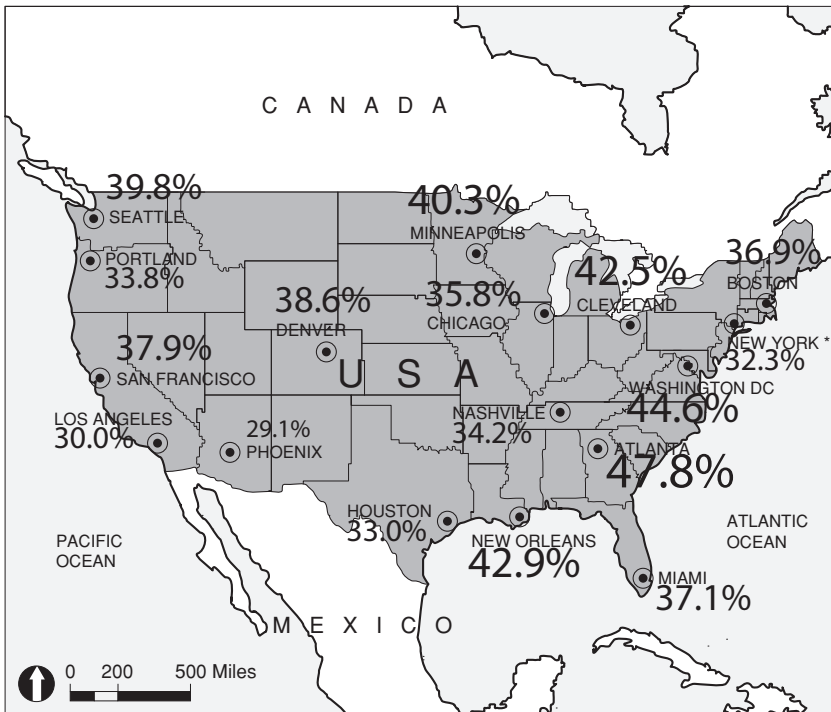 CANADA
39.8%
SEATTLE
40.3%
MINNEAPOLIS
PORTLAND
33.8%
36.9%
BOSTON
42.5%
CLEVELAND
38.6%
DENVER
35.8%
CHICAGO
NEW YORK *
32.3%
37.9%
SAN FRANCISCO
USA
WASHINGTON DC
44.6%
LOS ANGELES
30.0%
29.1%
PHOENIX
NASHVILLE
34.2%
ATLANTA
47.8%
HOUSTON
33.0%
NEW ORLEANS
42.9%
PACIFIC
OCEAN
ATLANTIC
OCEAN
MIAMI
37.1%
MEXICO
0 200 500 Miles